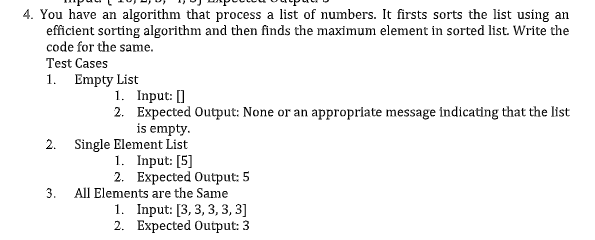 4. You have an algorithm that process a list of numbers. It firsts sorts the list using an
efficient sorting algorithm and then finds the maximum element in sorted list. Write the
code for the same.
Test Cases
1. Empty List
1. Input: []
2. Expected Output: None or an appropriate message indicating that the list
is empty.
2. Single Element List
1. Input: [5]
2. Expected Output: 5
3. All Elements are the Same
1. Input: [3, 3, 3, 3, 3]
2. Expected Output: 3